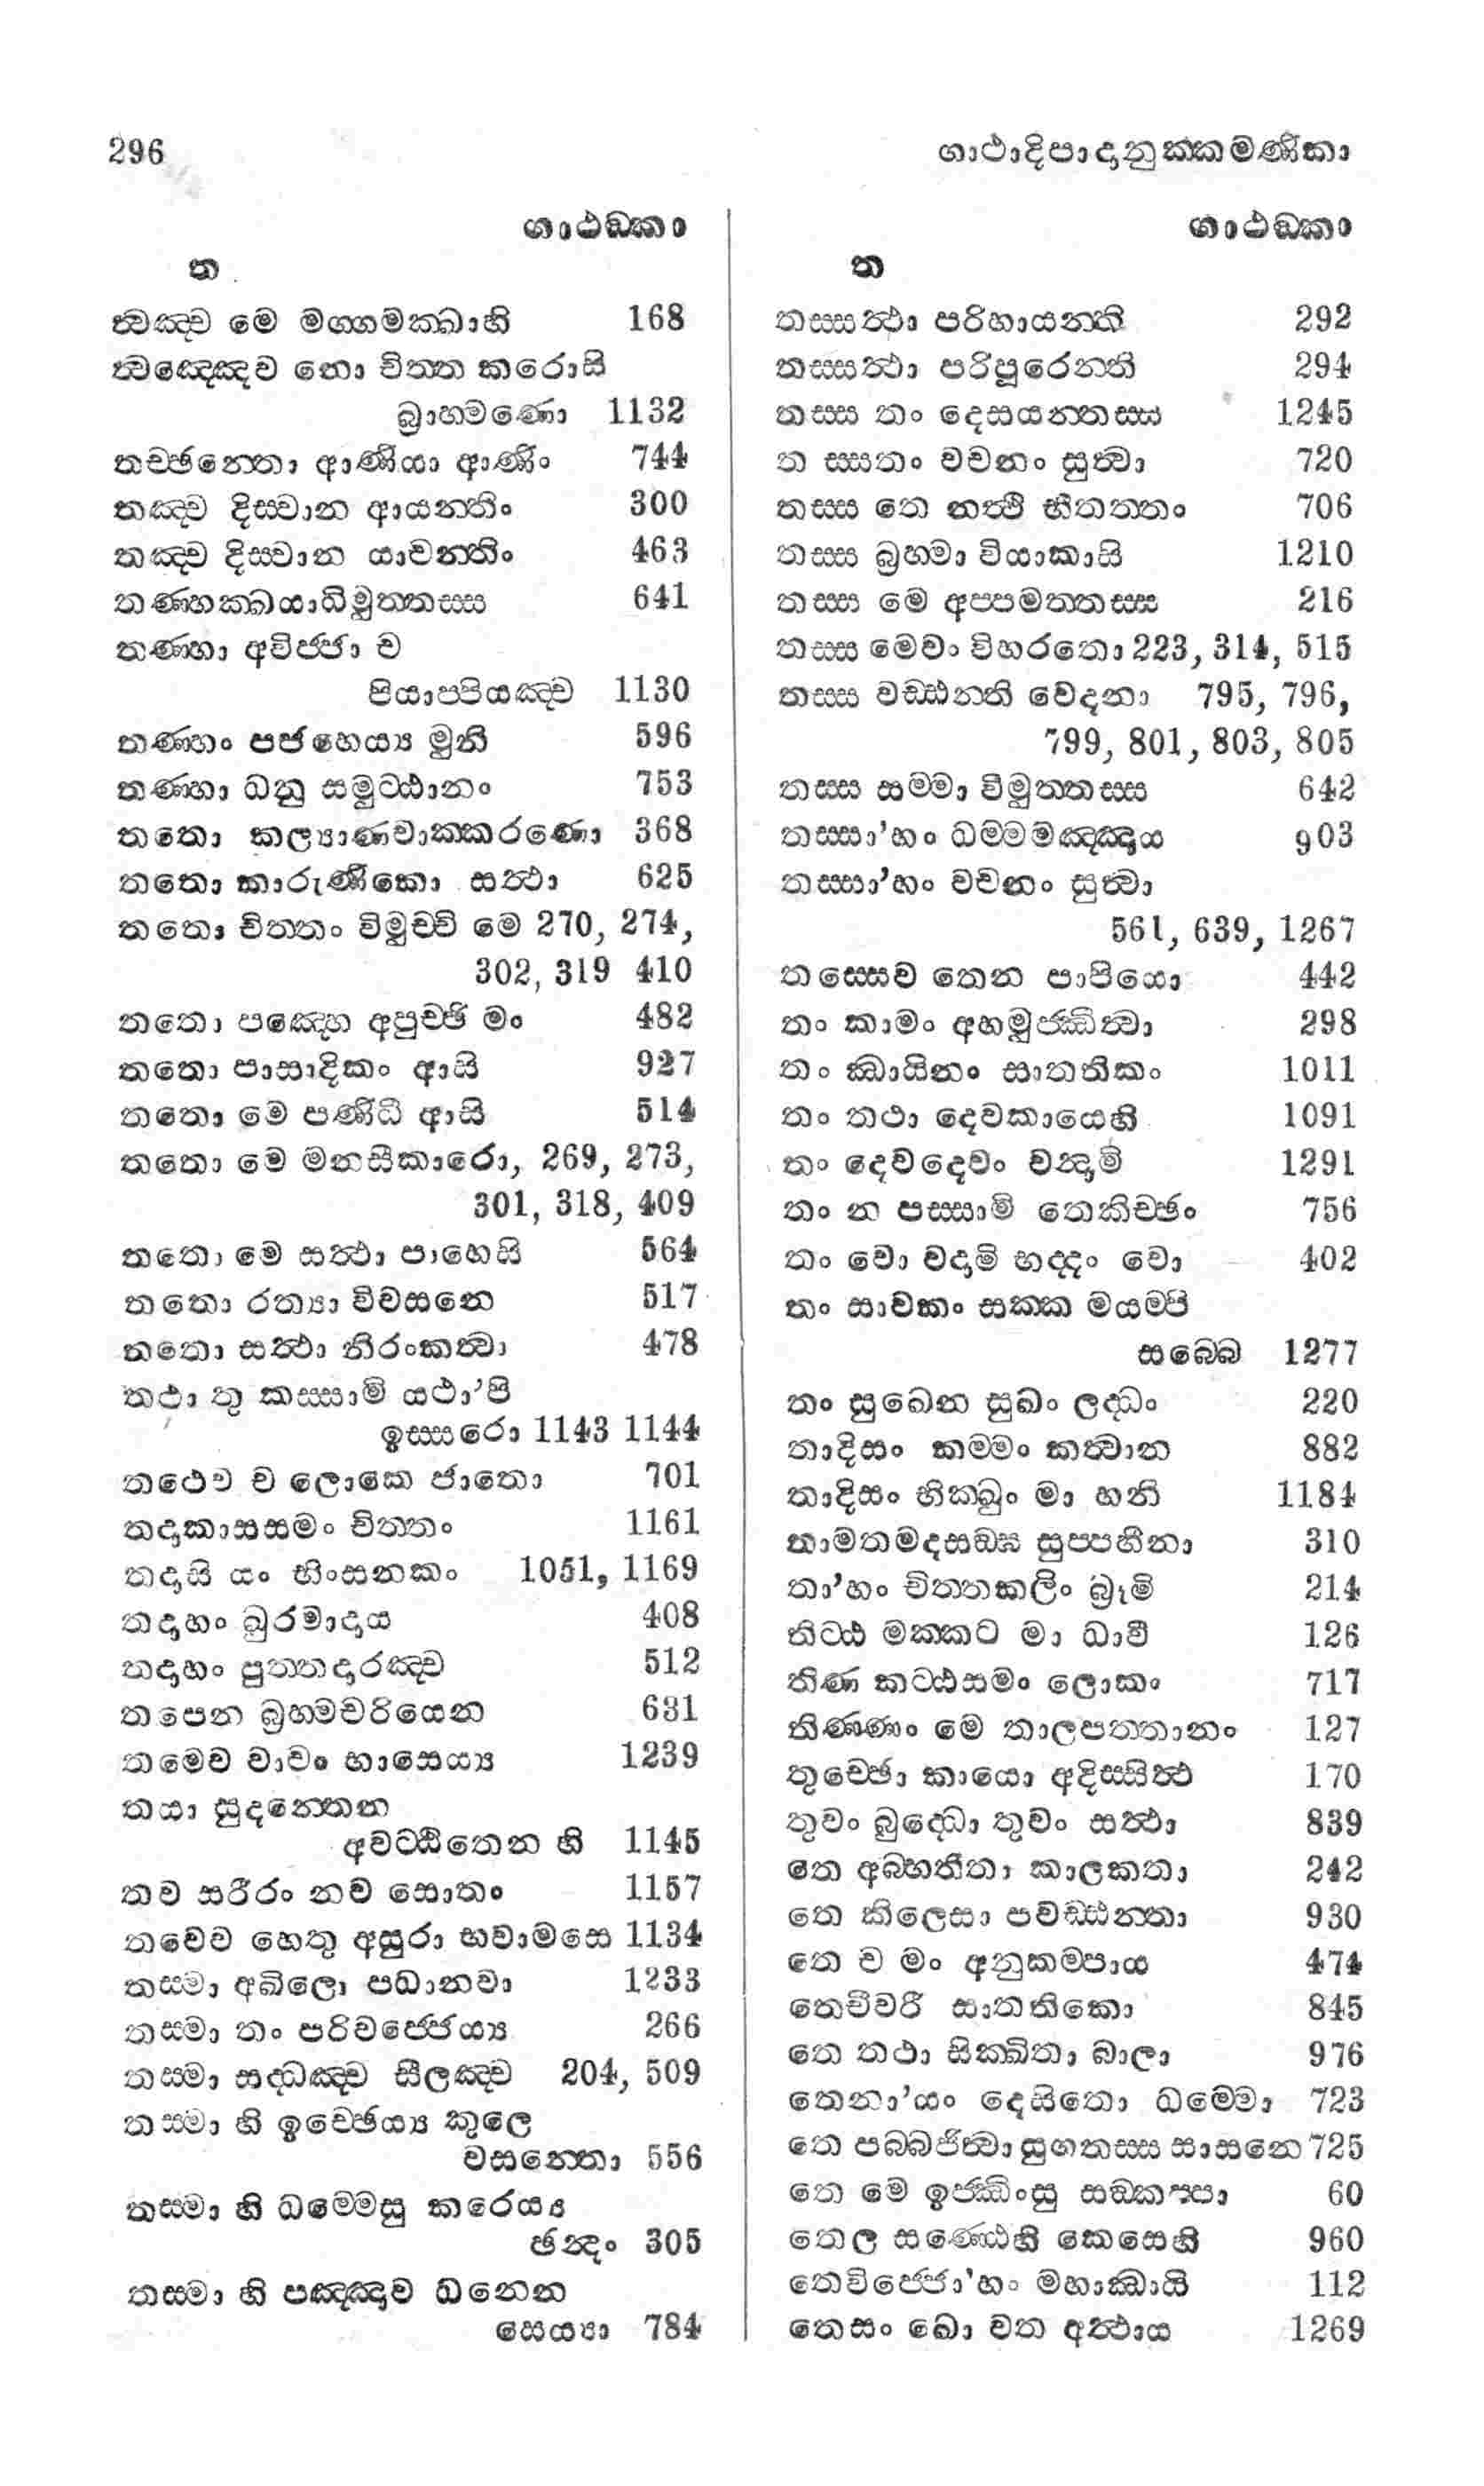 296
ගාථාදිපාදානුක්කමණිකා
ගාථඞ්කා
ත
ත්වඤ්ච මෙ මග්ගමක්ඛාහි 168
ත්වඤ්ඤෙව නො චිත්ත කරොසි
බ්‍රාහ්මණො 1132
තච්ඡන්තො ආණියා ආණිං 744
තඤ්ච දිස්වාන ආයන්තිං 300
තඤ්ච දිස්වාන යාචන්තිං 463
තණ්හක්ඛයාධිමුත්තස්ස 641
තණ්හා අවිජ්ජා ච
පියාප්පියඤ්ච 1130
තණ්හං පජහෙය්‍ය මුනි 596
තණ්හා ධනු සමුට්ඨානං 753
තතො කල්‍යාණවාක්කරණො 368
තතො කාරුණිකො සත්ථා 625
තතො චිත්තං විමුච්චි මෙ 270, 274,
302, 319 410
තතො පඤ්හෙ අපුච්ඡි මං 482
තතො පාසාදිකං ආසි 927
තතො මෙ පණිධී ආසි 514
තතො මෙ මනසිකාරො, 269, 273,
301, 318, 409
තතො මෙ සත්ථා පාහෙසි 564
තතො රත්‍යා විවසනෙ 517
තතො සත්ථා නිරංකත්වා 478
තථා තු කස්සාමි යථා'පි
ඉස්සරො 1143 1144
තථෙව ච ලොකෙ ජාතො 701
තදාකාසසමං චිත්තං 1161
තදාසි යං භිංසනකං 1051, 1169
තදාහං ඛුරමාදාය 408
තදාහං පුත්තදාරඤ්ච 512
තපෙන බ්‍රහ්මචරියෙන 631
තමෙව වාචං භාසෙය්‍ය 1239
තයා සුදන්තෙන
අවට්ඨිතෙන හි 1145
තව සරීරං නව සොතං 1157
තවෙව හෙතු අසුරා භවාමසෙ 1134
තස්මා අඛිලො පධානවා 1233
තස්මා තං පරිවජ්ජෙය්‍ය 266
තස්මා සද්ධඤ්ච සීලඤ්ච 204, 509
තස්මා හි ඉච්ඡෙය්‍ය කුලෙ
වසන්තො 556
තස්මා හි ධම්මෙසු කරෙය්‍ය
ඡන්දං 305
තස්මා හි පඤ්ඤාව ධනෙන
සෙය්‍යා 784
ගාථඞ්කා
ත
තස්සත්ථා පරිහායන්ති 292
තස්සත්ථා පරිපූරෙන්ති 294
තස්ස තං දෙසයන්තස්ස 1245
ත ස්සතං වචනං සුත්වා 720
තස්ස තෙ නත්ථි භීතත්තං 706
තස්ස බ්‍රහ්මා වියාකාසි 1210
තස්ස මෙ අප්පමත්තස්ස 216
තස්ස මෙවං විහරතො 223, 314, 515
තස්ස වඩ්ඪන්ති වෙදනා 795, 796,
799, 801, 803, 805
තස්ස සම්මා විමුත්තස්ස 642
තස්සා'හං ධම්මමඤ්ඤාය 903
තස්සා'හං වචනං සුත්වා
561, 639, 1267
තස්සෙව තෙන පාපියො 442
තං කාමං අහමුජ්ඣිත්වා 298
තං ඣායිනං සාතතිකං 1011
තං තථා දෙවකායෙහි 1091
තං දෙවදෙවං වන්දාමි 1291
තං න පස්සාමි තෙකිච්ඡං 756
තං වො වදාමි භද්දං වො 402
තං සාවකං සක්ක මයම්පි
සබ්බෙ 1277
තං සුඛෙන සුඛං ලද්ධං 220
තාදිසං කම්මං කත්වාන 882
තාදිසං භික්ඛුං මා හනි 1184
තාමතමදසඞ්ඝ සුප්පහීනා 310
තා'හං චිත්තකලිං බ්‍රෑමි 214
තිට්ඨ මක්කට මා ධාවී 126
තිණ කට්ඨසමං ලොකං 717
තිණ්ණං මෙ තාලපත්තානං 127
තුච්ඡො කායො අදිස්සිත්ථ 170
තුවං බුද්ධො තුවං සත්ථා 839
තෙ අබ්භතීතා කාලකතා 242
තෙ කිලෙසා පවඩ්ඪන්තා 930
තෙ ච මං අනුකම්පාය 474
තෙචීවරී සාතතිකො 845
තෙ තථා සික්ඛිතා බාලා 976
තෙනා'යං දෙසිතො ධම්මො 723
තෙ පබ්බජිත්වා සුගතස්ස සාසනෙ 725
තෙ මෙ ඉජ්ඣිංසු සඞ්කප්පා 60
තෙල සණ්ඨෙහි කෙසෙහි 960
තෙවිජ්ජො'හං මහාඣායි 112
තෙසං ඛො වත අත්ථාය 1269